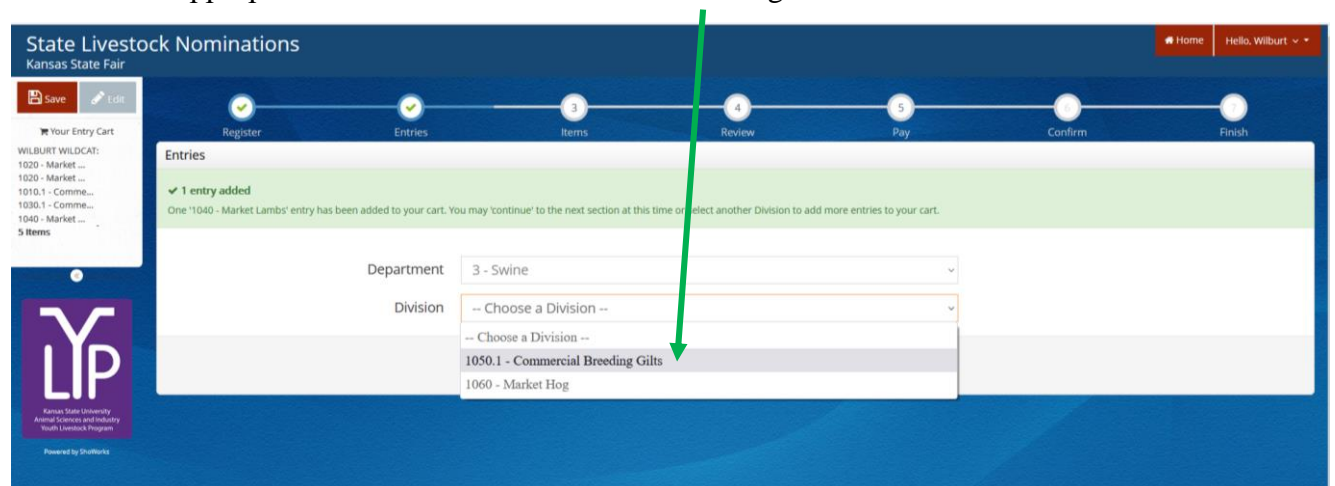 State Livestock Nominations
Kansas State Fair
Home
Hello, Wilburt
Save
Edit
Your Entry Cart
WILBURT WILDCAT:
1020 - Market ...
1020 - Market ...
1010.1 - Comme...
1030.1 - Comme...
1040 - Market ...
5 Items
Register
Entries
3
Items
4
Review
5
Pay
6
Confirm
7
Finish
Entries
1 entry added
One '1040 - Market Lambs' entry has been added to your cart. You may 'continue' to the next section at this time or select another Division to add more entries to your cart.
Department
3 - Swine
Division
-- Choose a Division --
-- Choose a Division --
1050.1 - Commercial Breeding Gilts
1060 - Market Hog
YLP
Kansas State University
Animal Sciences and Industry
Youth Livestock Program
Powered by ShoWorks